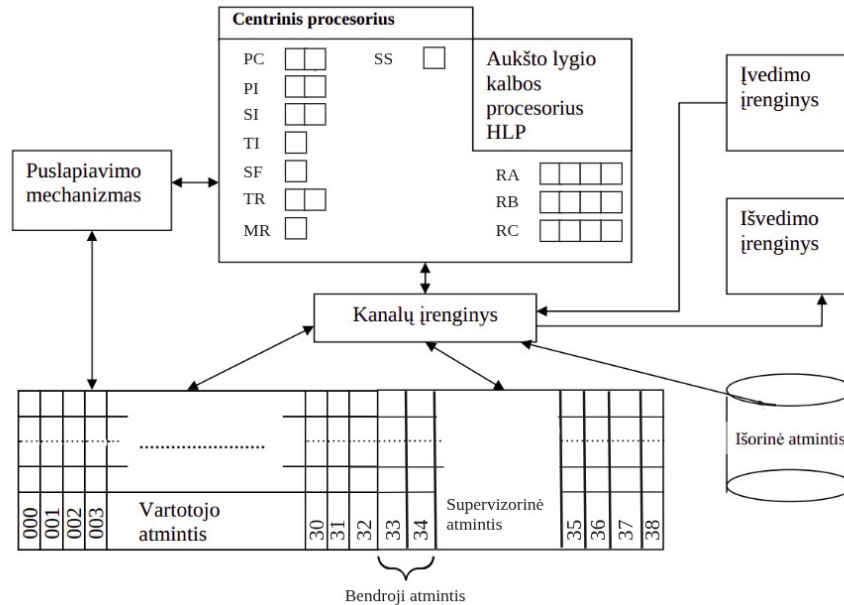 Centrinis procesorius
PC
SS
PI
SI
TI
SF
TR
MR
Aukšto lygio
kalbos
procesorius
HLP
RA
RB
RC
Įvedimo
įrenginys
Puslapiavimo
mechanizmas
Išvedimo
įrenginys
Kanalų įrenginys
Išorinė atmintis
.......................
000
001
002
003
Vartotojo
atmintis
30
31
32
33
34
Supervizorinė
atmintis
35
36
37
38
Bendroji atmintis